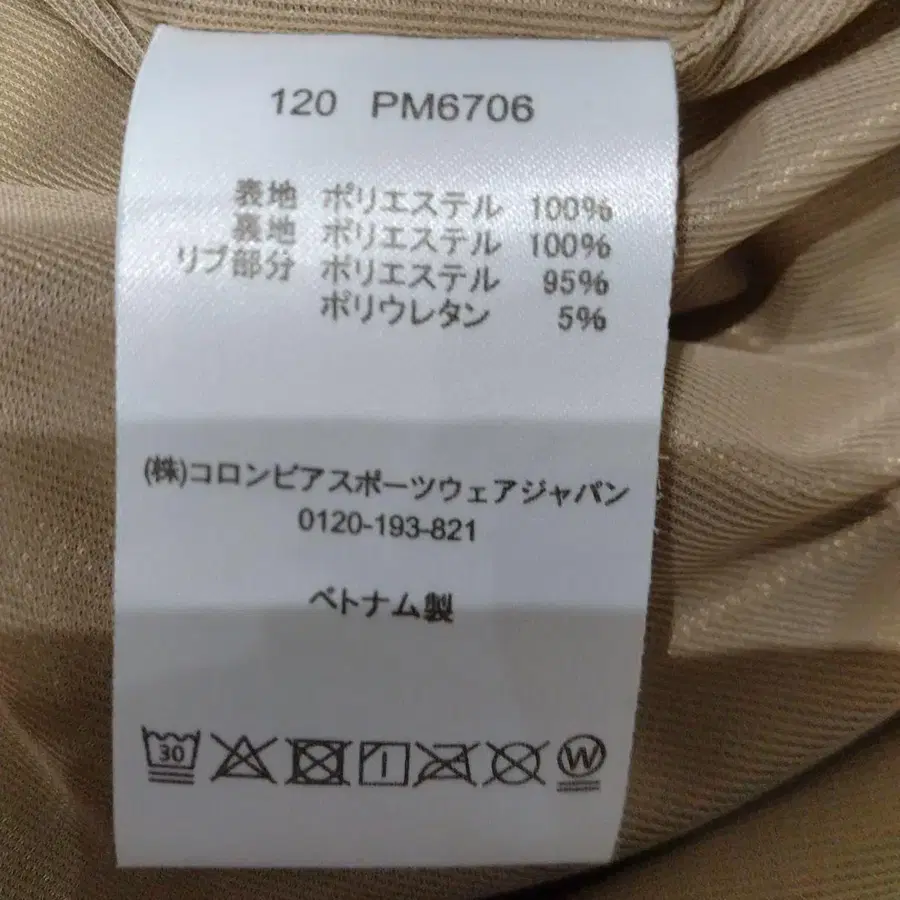 120 PM6706
表地 ポリエステル 100%
裏地 ポリエステル 100%
リブ部分 ポリエステル 95%
ポリウレタン 5%
(株)コロンビアスポーツウェアジャパン
0120-193-821
ベトナム製
30 W